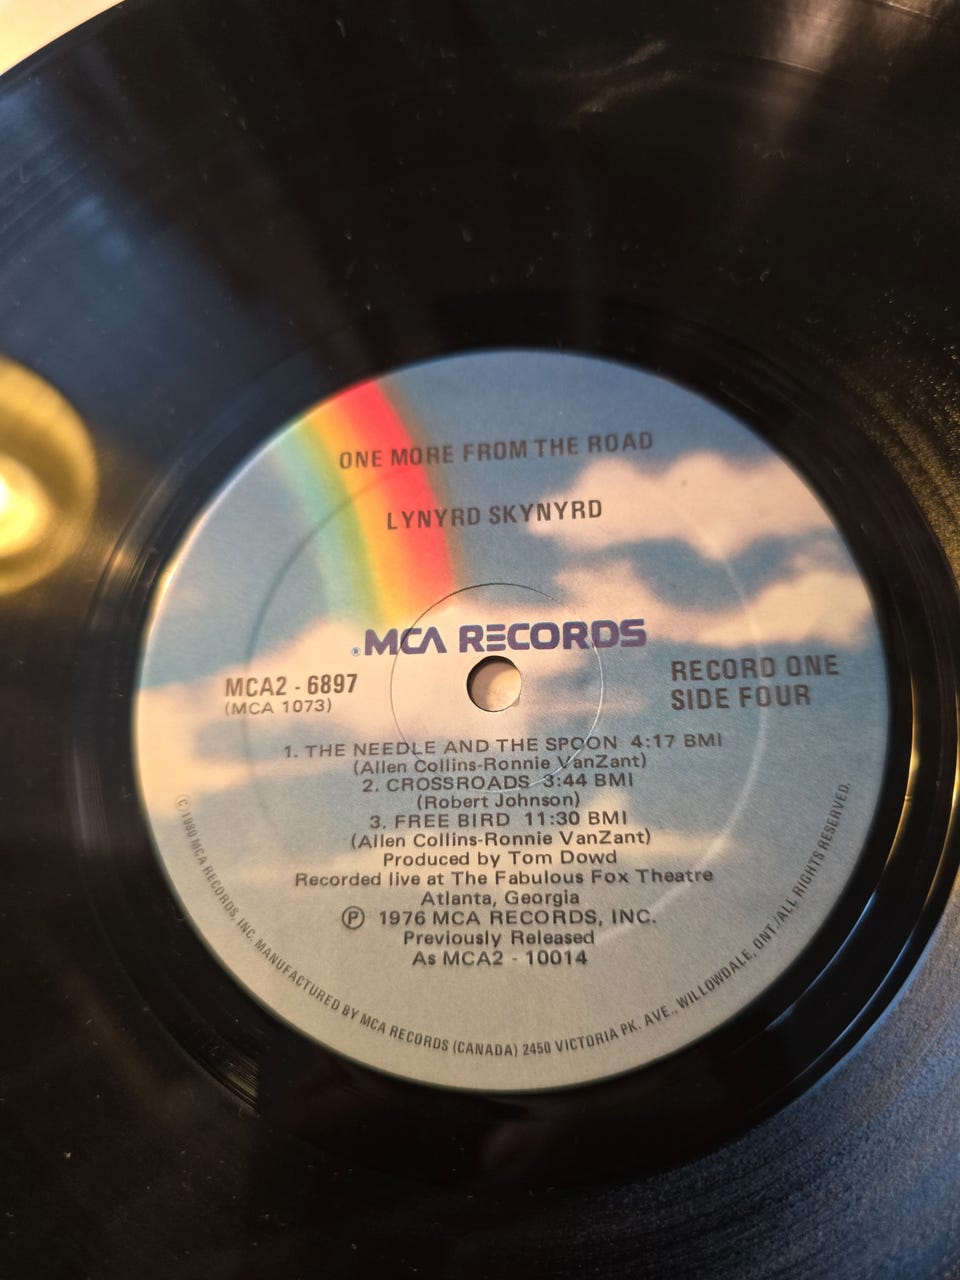 ONE MORE FROM THE ROAD
LYNYRD SKYNYRD
® MCA RECORDS
MCA2 - 6897
(MCA 1073)
RECORD ONE
SIDE FOUR
1. THE NEEDLE AND THE SPOON 4:17 BMI
(Allen Collins-Ronnie VanZant)
2. CROSSROADS 3:44 BMI
(Robert Johnson)
3. FREE BIRD 11:30 BMI
(Allen Collins-Ronnie VanZant)
Produced by Tom Dowd
Recorded live at The Fabulous Fox Theatre
Atlanta, Georgia
Ⓟ 1976 MCA RECORDS, INC.
Previously Released
As MCA2 - 10014
©1980 MCA RECORDS, INC. MANUFACTURED BY MCA RECORDS (CANADA) 2450 VICTORIA PK. AVE., WILLOWDALE, ONT./ALL RIGHTS RESERVED.